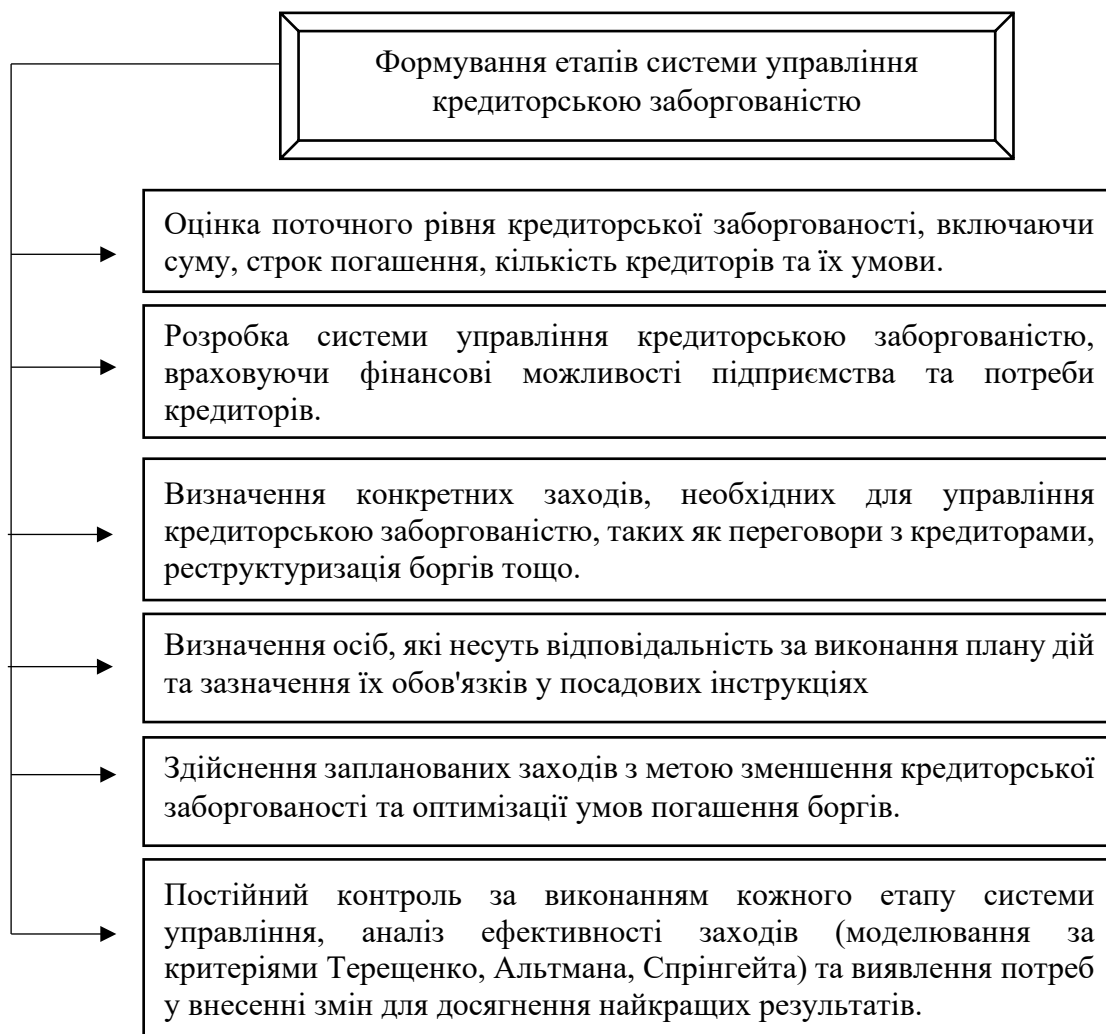 Формування етапів системи управління
кредиторською заборгованістю
Оцінка поточного рівня кредиторської заборгованості, включаючи
суму, строк погашення, кількість кредиторів та їх умови.
Розробка системи управління кредиторською заборгованістю,
враховуючи фінансові можливості підприємства та потреби
кредиторів.
Визначення конкретних заходів, необхідних для управління
кредиторською заборгованістю, таких як переговори з кредиторами,
реструктуризація боргів тощо.
Визначення осіб, які несуть відповідальність за виконання плану дій
та зазначення їх обов'язків у посадових інструкціях
Здійснення запланованих заходів з метою зменшення кредиторської
заборгованості та оптимізації умов погашення боргів.
Постійний контроль за виконанням кожного етапу системи
управління, аналіз ефективності заходів (моделювання за
критеріями Терещенко, Альтмана, Спрінгейта) та виявлення потреб
у внесенні змін для досягнення найкращих результатів.